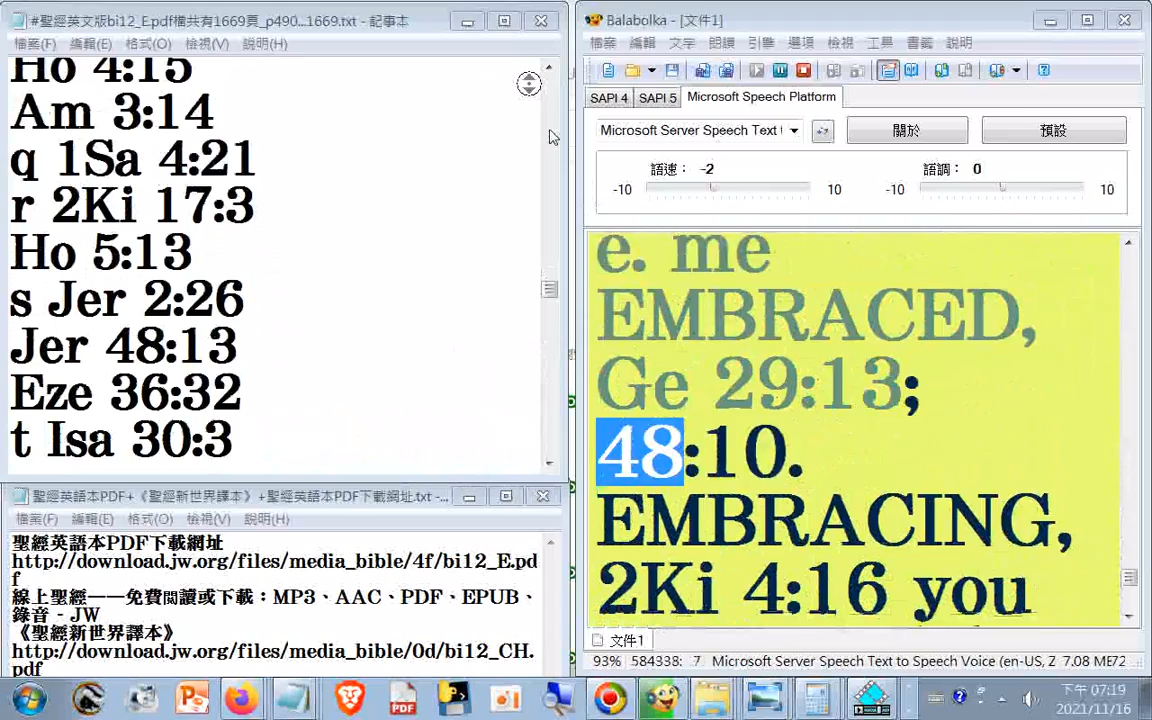 #聖經英文版bi12_E.pdf檔共有1669頁_p490...1669.txt - 記事本
檔案(F) 編輯(E) 格式(O) 檢視(V) 說明(H)
Ho 4:15
Am 3:14
q 1Sa 4:21
r 2Ki 17:3
Ho 5:13
s Jer 2:26
Jer 48:13
Eze 36:32
t Isa 30:3
聖經英語本PDF+《聖經新世界譯本》+聖經英語本PDF下載網址.txt -...
檔案(F) 編輯(E) 格式(O) 檢視(V) 說明(H)
聖經英語本PDF下載網址
http://download.jw.org/files/media_bible/4f/bi12_E.pd
f
線上聖經——免費閱讀或下載：MP3、AAC、PDF、EPUB、
錄音 - JW
《聖經新世界譯本》
http://download.jw.org/files/media_bible/0d/bi12_CH.
pdf
Balabolka - [文件1]
檔案 編輯 文字 朗讀 引擎 選項 檢視 工具 書籤 說明
SAPI 4 SAPI 5 Microsoft Speech Platform
Microsoft Server Speech Text t 關於 預設
語速： -2 語調： 0
-10 10 -10 10
e. me
EMBRACED,
Ge 29:13;
48:10.
EMBRACING,
2Ki 4:16 you
文件1
93% 584338: 7 Microsoft Server Speech Text to Speech Voice (en-US, Z 7.08 ME72
PDF
下午 07:19
2021/11/16